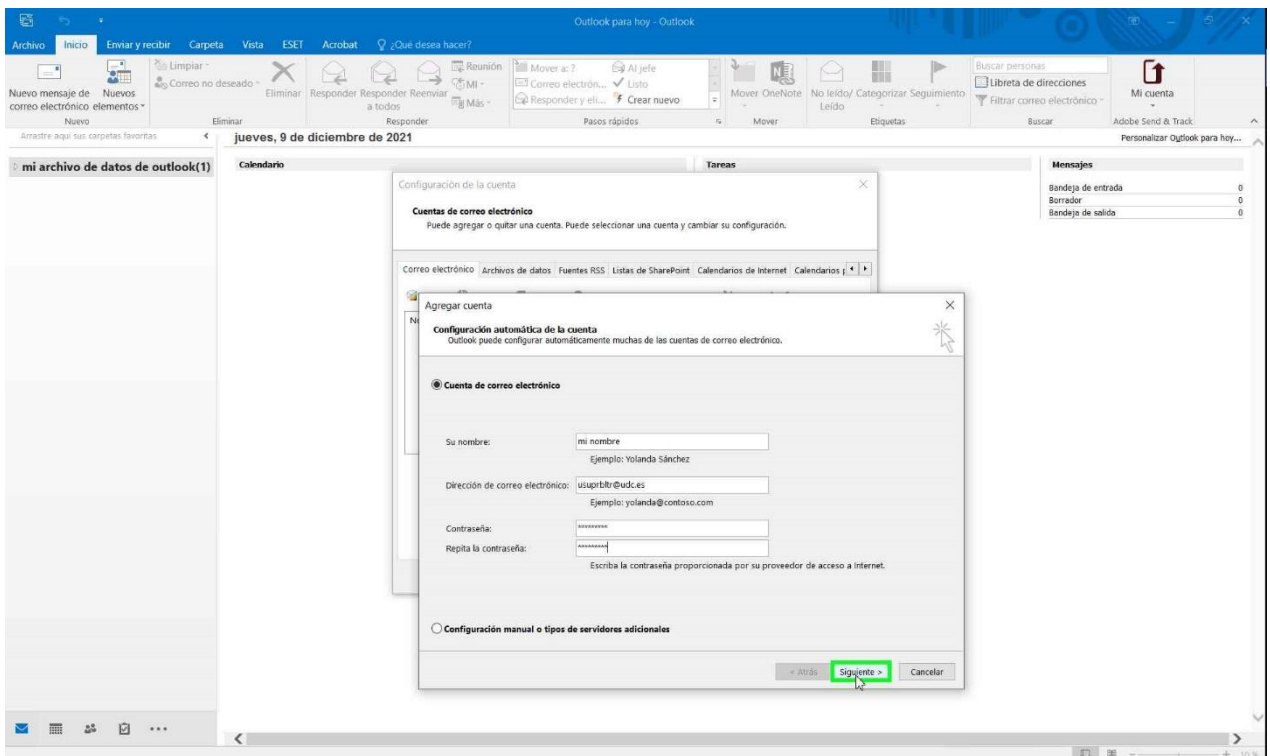 Outlook para hoy - Outlook
Archivo Inicio Enviar y recibir Carpeta Vista ESET Acrobat ¿Qué desea hacer?
Nuevo mensaje de correo electrónico
Nuevos elementos
Nuevo
Limpiar
Correo no deseado
Eliminar
Eliminar
Responder
Responder a todos
Reenviar
Reunión
MI
Más
Responder
Mover a: ?
Correo electrón...
Responder y eli...
Al jefe
Listo
Crear nuevo
Pasos rápidos
Mover
OneNote
Mover
No leído/ Leído
Categorizar
Seguimiento
Etiquetas
Buscar personas
Libreta de direcciones
Filtrar correo electrónico
Buscar
Mi cuenta
Adobe Send & Track
Arrastre aquí sus carpetas favoritas
mi archivo de datos de outlook(1)
jueves, 9 de diciembre de 2021
Personalizar Outlook para hoy...
Calendario
Tareas
Mensajes
Bandeja de entrada 0
Borrador 0
Bandeja de salida 0
Configuración de la cuenta
Cuentas de correo electrónico
Puede agregar o quitar una cuenta. Puede seleccionar una cuenta y cambiar su configuración.
Correo electrónico Archivos de datos Fuentes RSS Listas de SharePoint Calendarios de Internet Calendarios
Agregar cuenta
Configuración automática de la cuenta
Outlook puede configurar automáticamente muchas de las cuentas de correo electrónico.
Cuenta de correo electrónico
Su nombre: mi nombre
Ejemplo: Yolanda Sánchez
Dirección de correo electrónico: usuprbltr@udc.es
Ejemplo: yolanda@contoso.com
Contraseña: *********
Repita la contraseña: *********
Escriba la contraseña proporcionada por su proveedor de acceso a Internet.
Configuración manual o tipos de servidores adicionales
< Atrás Siguiente > Cancelar
10 %